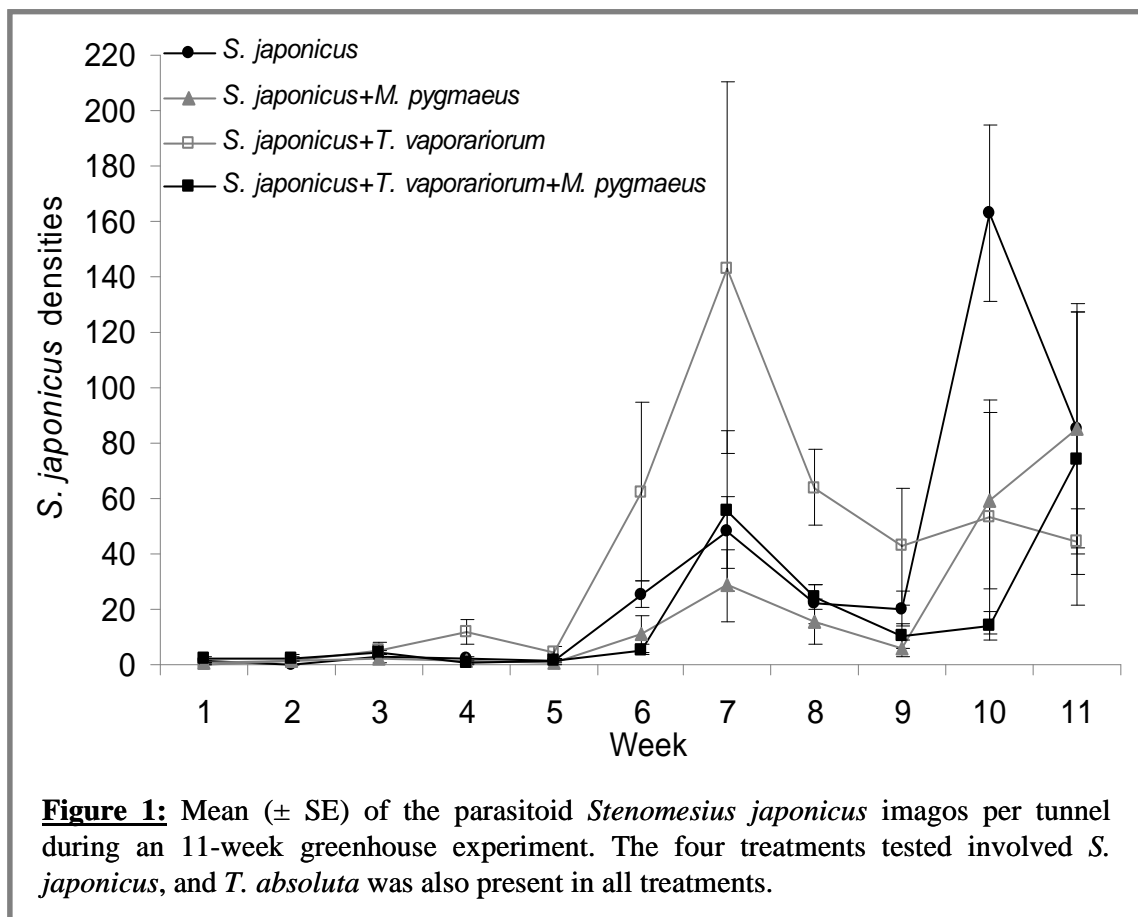 S. japonicus
S. japonicus+M. pygmaeus
S. japonicus+T. vaporariorum
S. japonicus+T. vaporariorum+M. pygmaeus
S. japonicus densities
220
200
180
160
140
120
100
80
60
40
20
0
1 2 3 4 5 6 7 8 9 10 11
Week
Figure 1: Mean (± SE) of the parasitoid Stenomesius japonicus imagos per tunnel
during an 11-week greenhouse experiment. The four treatments tested involved S.
japonicus, and T. absoluta was also present in all treatments.